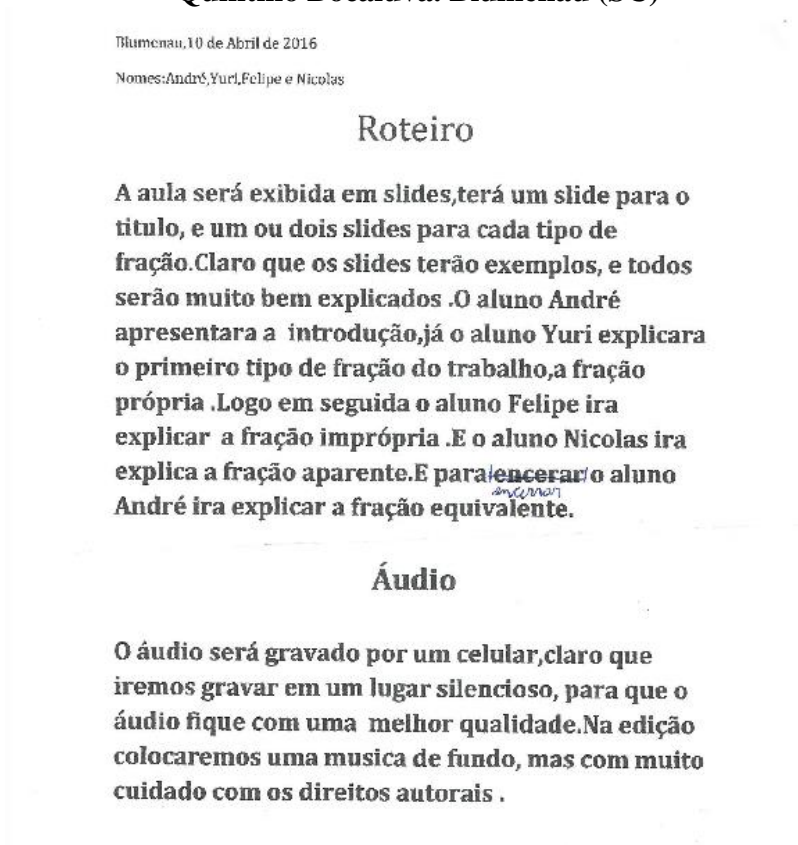 Quintino Bocaiúva. Blumenau (SC)
Blumenau,10 de Abril de 2016
Nomes:André,Yuri,Felipe e Nicolas
Roteiro
A aula será exibida em slides,terá um slide para o
titulo, e um ou dois slides para cada tipo de
fração.Claro que os slides terão exemplos, e todos
serão muito bem explicados .O aluno André
apresentara a introdução,já o aluno Yuri explicara
o primeiro tipo de fração do trabalho,a fração
própria .Logo em seguida o aluno Felipe ira
explicar a fração imprópria .E o aluno Nicolas ira
explica a fração aparente.E para encerar o aluno
encerrar
André ira explicar a fração equivalente.
Áudio
O áudio será gravado por um celular,claro que
iremos gravar em um lugar silencioso, para que o
áudio fique com uma melhor qualidade.Na edição
colocaremos uma musica de fundo, mas com muito
cuidado com os direitos autorais .